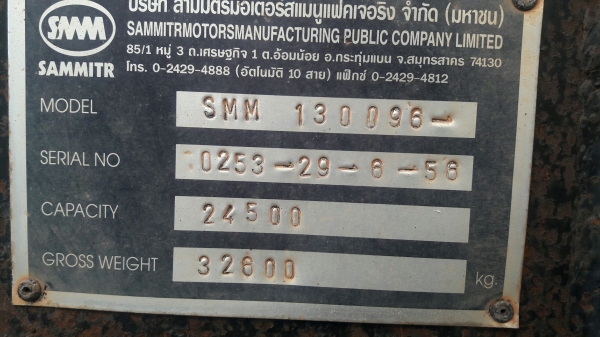 บริษัท สามมิตรมอเตอร์สแมนูแฟคเจอริง จำกัด (มหาชน)
SMM
SAMMITR
SAMMITRMOTORSMANUFACTURING PUBLIC COMPANY LIMITED
85/1 หมู่ 3 ถ.เศรษฐกิจ 1 ต.อ้อมน้อย อ.กระทุ่มแบน จ.สมุทรสาคร 74130
โทร. 0-2429-4888 (อัตโนมัติ 10 สาย) แฟ็กซ์ 0-2429-4812
MODEL SMM 130096-
SERIAL NO 0253-29-6-56
CAPACITY 24500
GROSS WEIGHT 32600 kg.